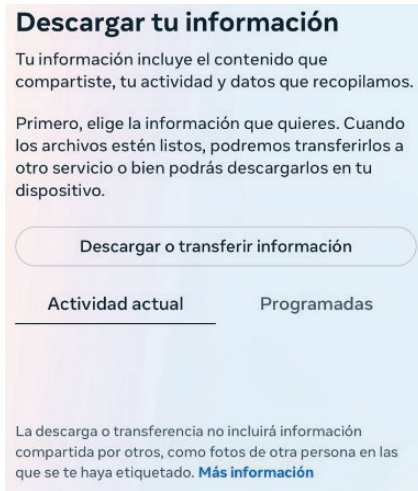 Descargar tu información
Tu información incluye el contenido que
compartiste, tu actividad y datos que recopilamos.
Primero, elige la información que quieres. Cuando
los archivos estén listos, podremos transferirlos a
otro servicio o bien podrás descargarlos en tu
dispositivo.
Descargar o transferir información
Actividad actual Programadas
La descarga o transferencia no incluirá información
compartida por otros, como fotos de otra persona en las
que se te haya etiquetado. Más información